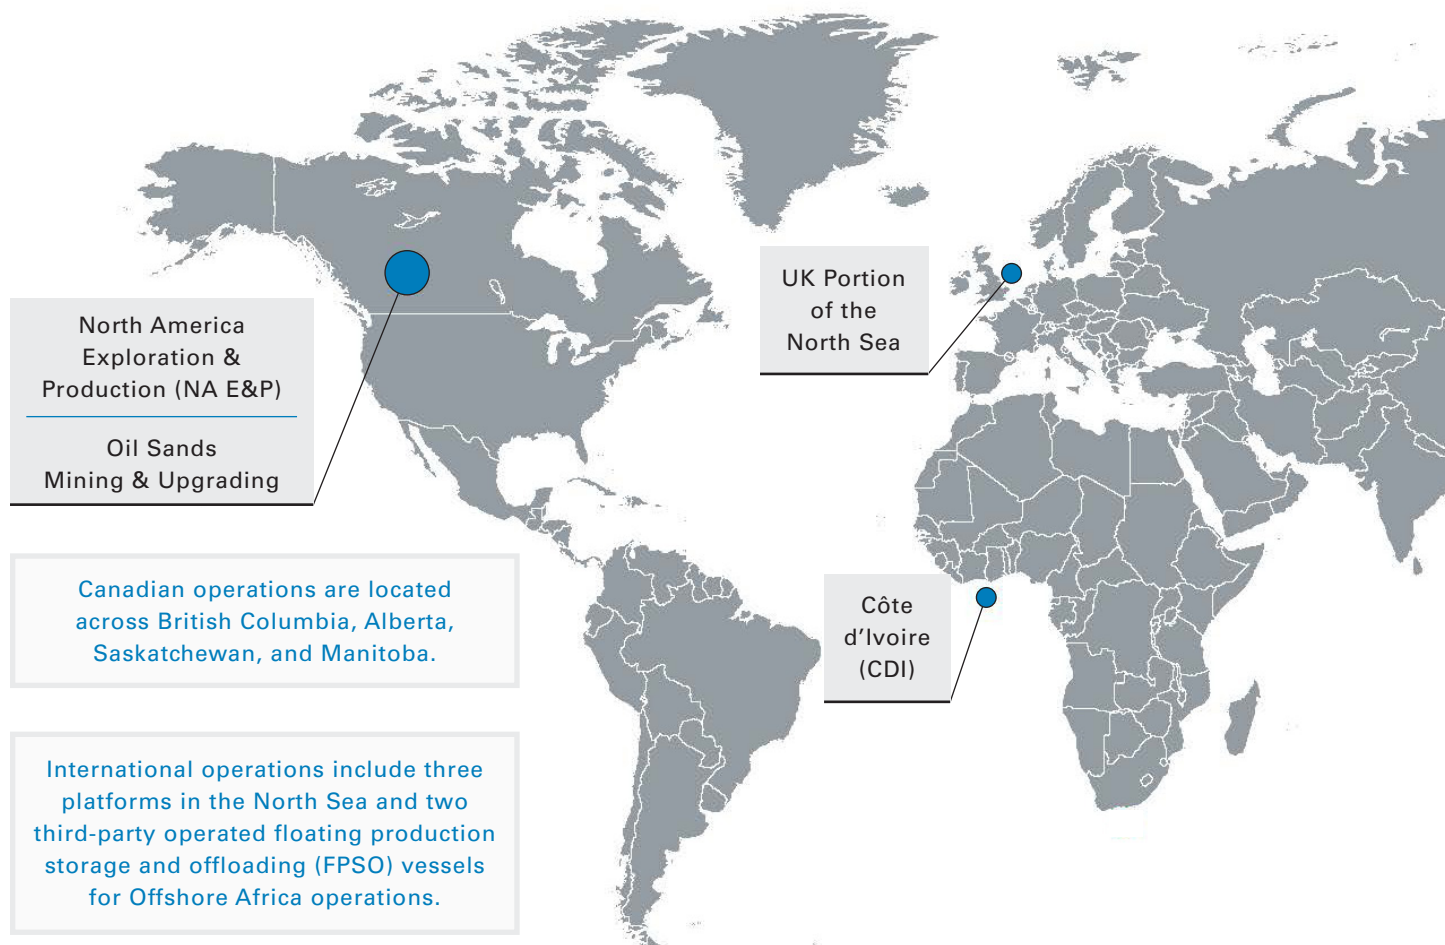 North America
Exploration &
Production (NA E&P)
Oil Sands
Mining & Upgrading
UK Portion
of the
North Sea
Côte
d’Ivoire
(CDI)
Canadian operations are located
across British Columbia, Alberta,
Saskatchewan, and Manitoba.
International operations include three
platforms in the North Sea and two
third-party operated floating production
storage and offloading (FPSO) vessels
for Offshore Africa operations.